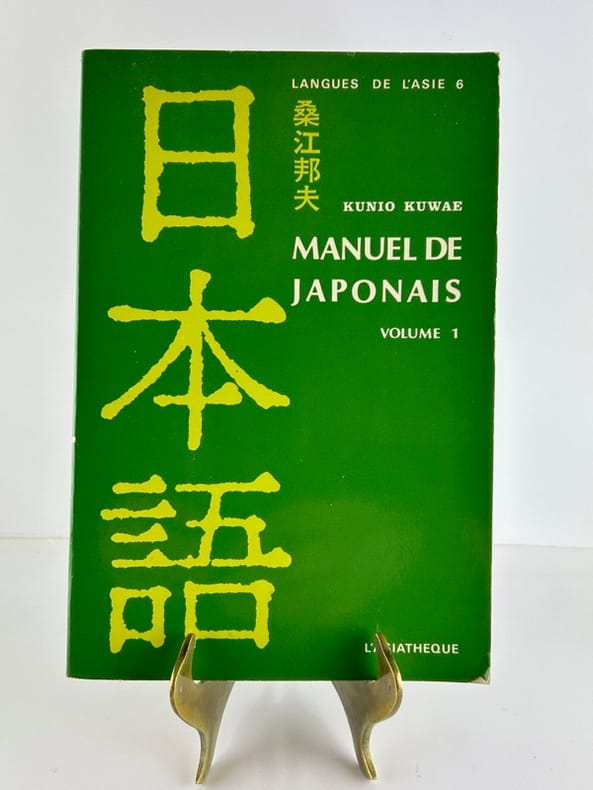 日本語
LANGUES DE L'ASIE 6
桑江邦夫
KUNIO KUWAE
MANUEL DE
JAPONAIS
VOLUME 1
L'ASIATHEQUE